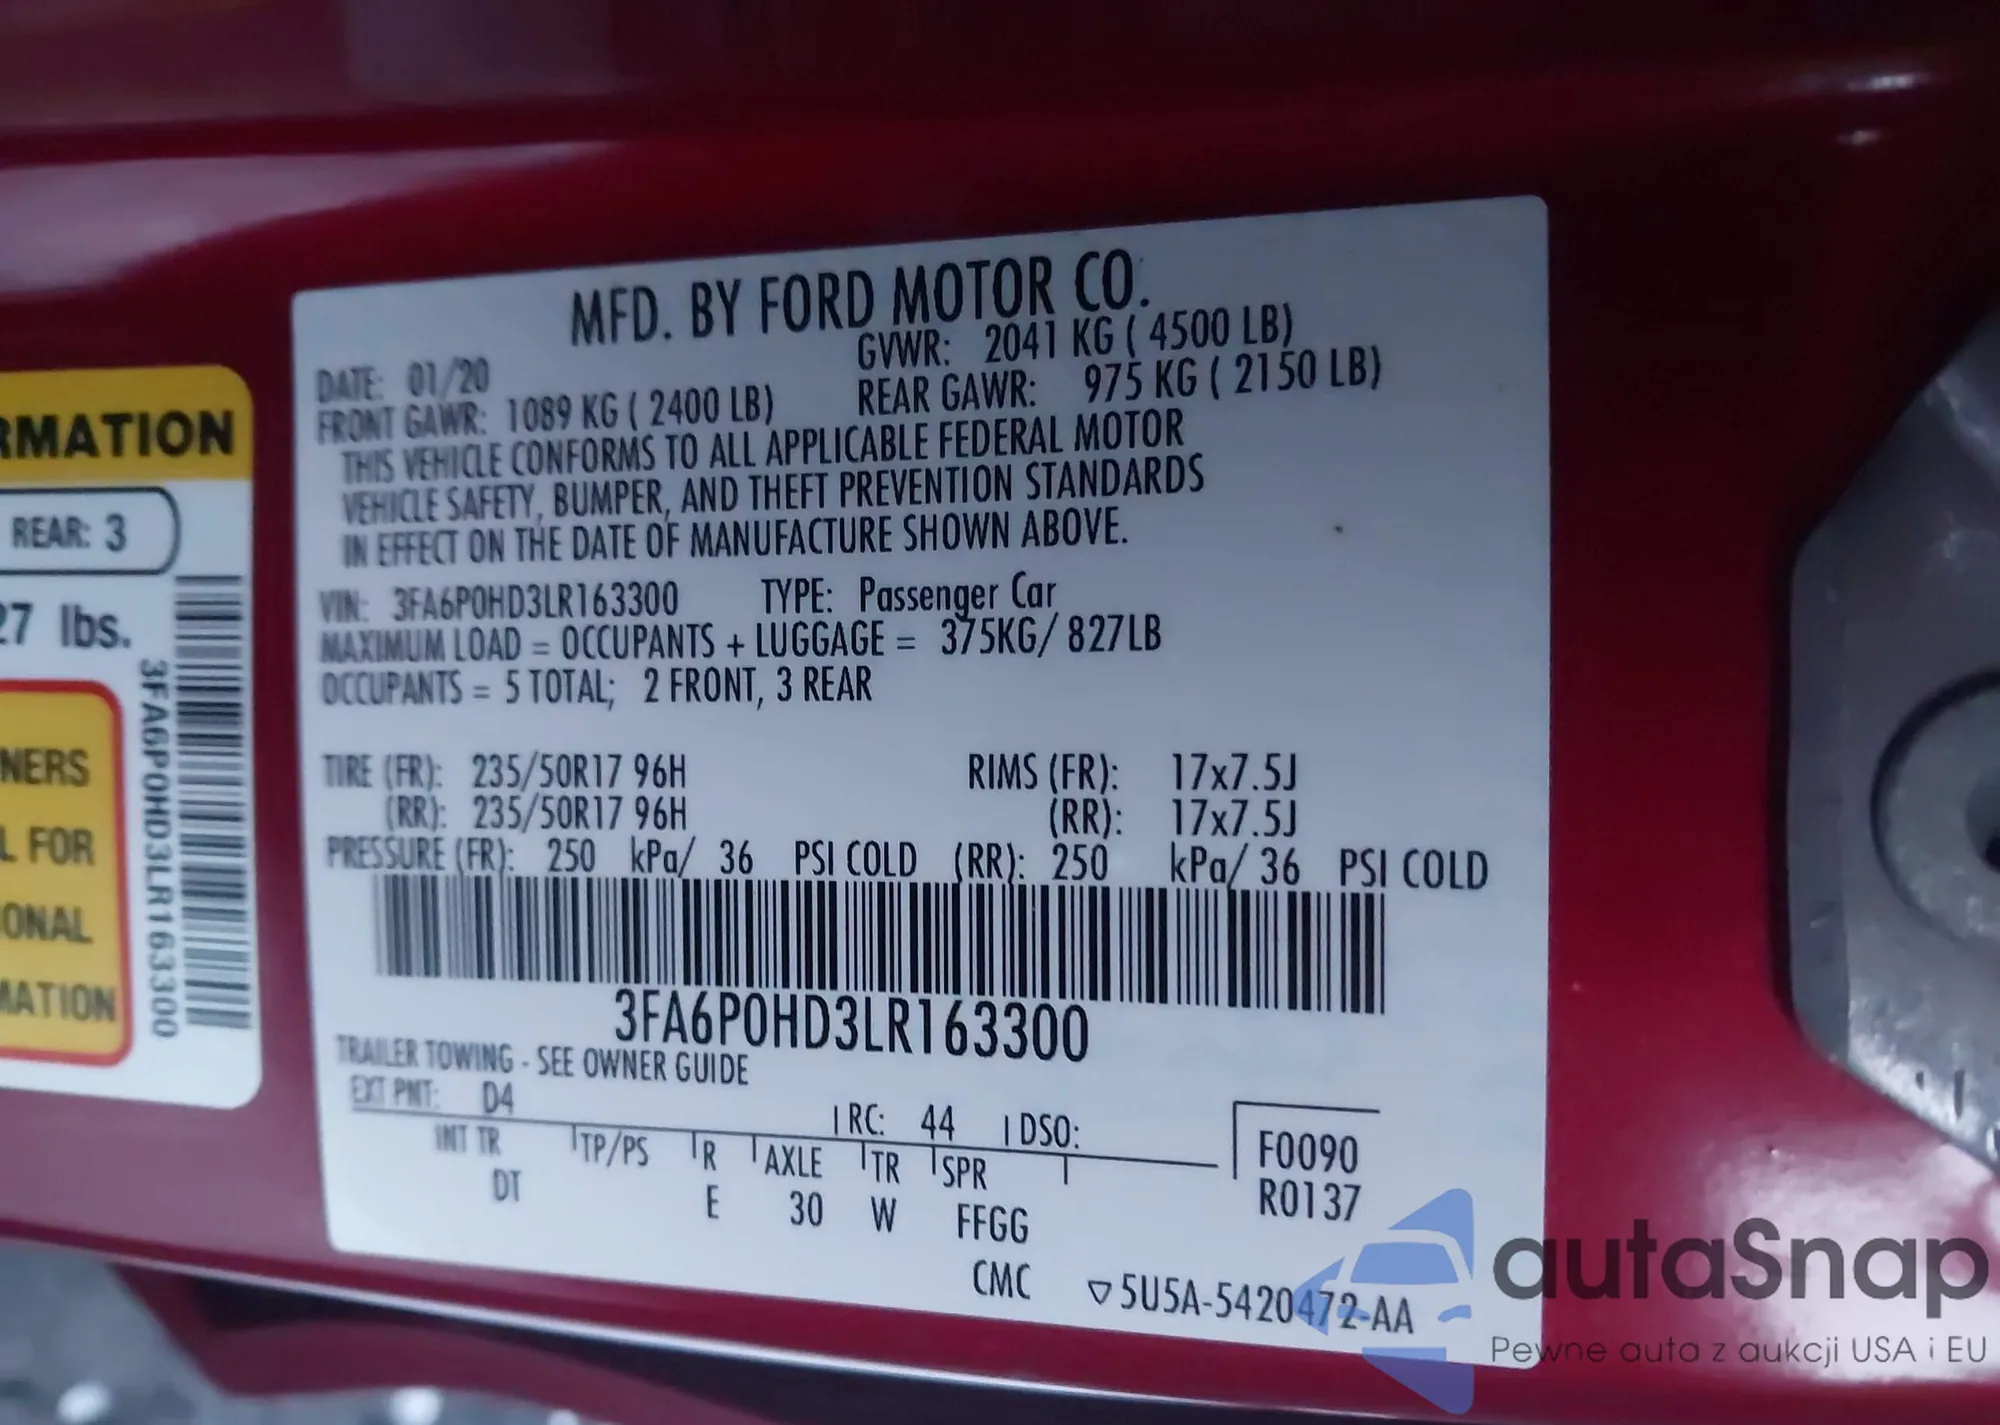 RMATION
REAR: 3
27 lbs.
3FA6P0HD3LR163300
NERS
L FOR
ONAL
MATION
MFD. BY FORD MOTOR CO.
DATE: 01/20 GVWR: 2041 KG ( 4500 LB)
FRONT GAWR: 1089 KG ( 2400 LB) REAR GAWR: 975 KG ( 2150 LB)
THIS VEHICLE CONFORMS TO ALL APPLICABLE FEDERAL MOTOR
VEHICLE SAFETY, BUMPER, AND THEFT PREVENTION STANDARDS
IN EFFECT ON THE DATE OF MANUFACTURE SHOWN ABOVE.
VIN: 3FA6P0HD3LR163300 TYPE: Passenger Car
MAXIMUM LOAD = OCCUPANTS + LUGGAGE = 375KG/ 827LB
OCCUPANTS = 5 TOTAL; 2 FRONT, 3 REAR
TIRE (FR): 235/50R17 96H RIMS (FR): 17x7.5J
(RR): 235/50R17 96H (RR): 17x7.5J
PRESSURE (FR): 250 kPa/ 36 PSI COLD (RR): 250 kPa/ 36 PSI COLD
3FA6P0HD3LR163300
TRAILER TOWING - SEE OWNER GUIDE
EXT PNT: D4 RC: 44 DSO:
INT TR TP/PS R AXLE TR SPR
DT E 30 W FFGG
F0090
R0137
CMC ▽5U5A-5420472-AA
autaSnap
Pewne auta z aukcji USA i EU